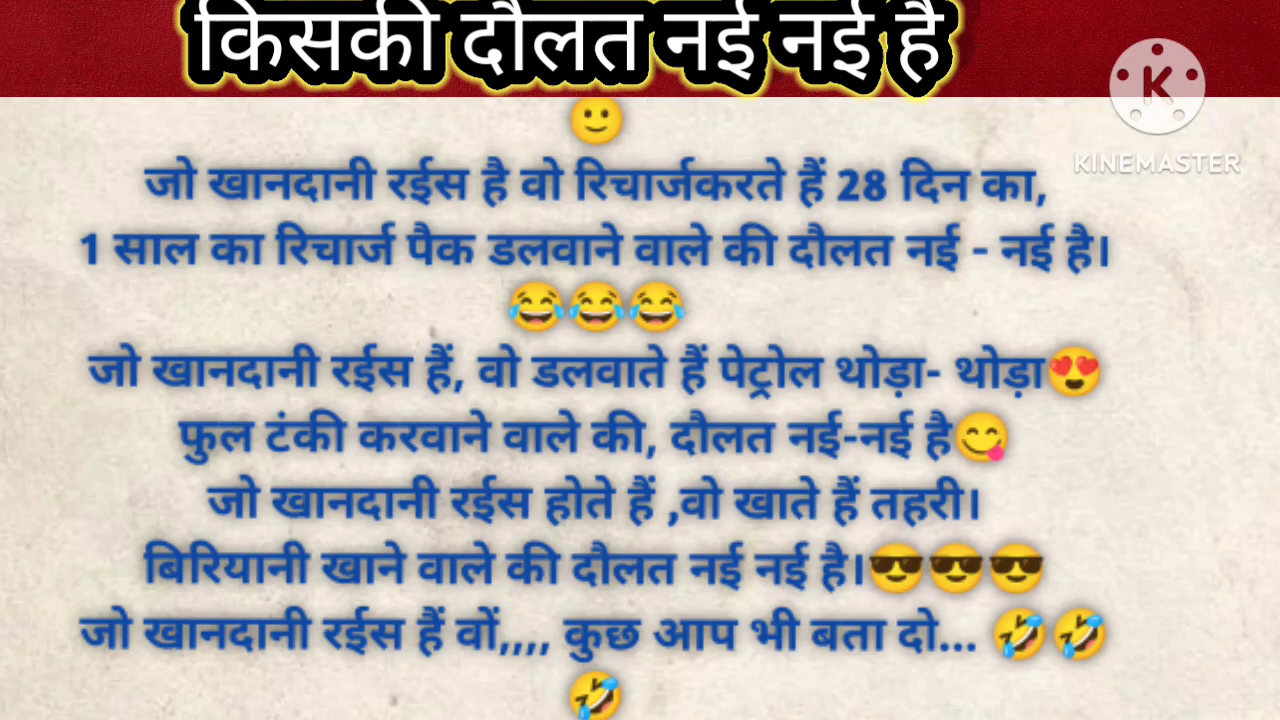 किसकी दौलत नई नई है
KINEMASTER
🙂
जो खानदानी रईस है वो रिचार्जकरते हैं 28 दिन का,
1 साल का रिचार्ज पैक डलवाने वाले की दौलत नई - नई है।
😂😂😂
जो खानदानी रईस हैं, वो डलवाते हैं पेट्रोल थोड़ा- थोड़ा😍
फुल टंकी करवाने वाले की, दौलत नई-नई है😋
जो खानदानी रईस होते हैं ,वो खाते हैं तहरी।
बिरियानी खाने वाले की दौलत नई नई है।😎😎😎
जो खानदानी रईस हैं वों,,,, कुछ आप भी बता दो... 🤣🤣
🤣